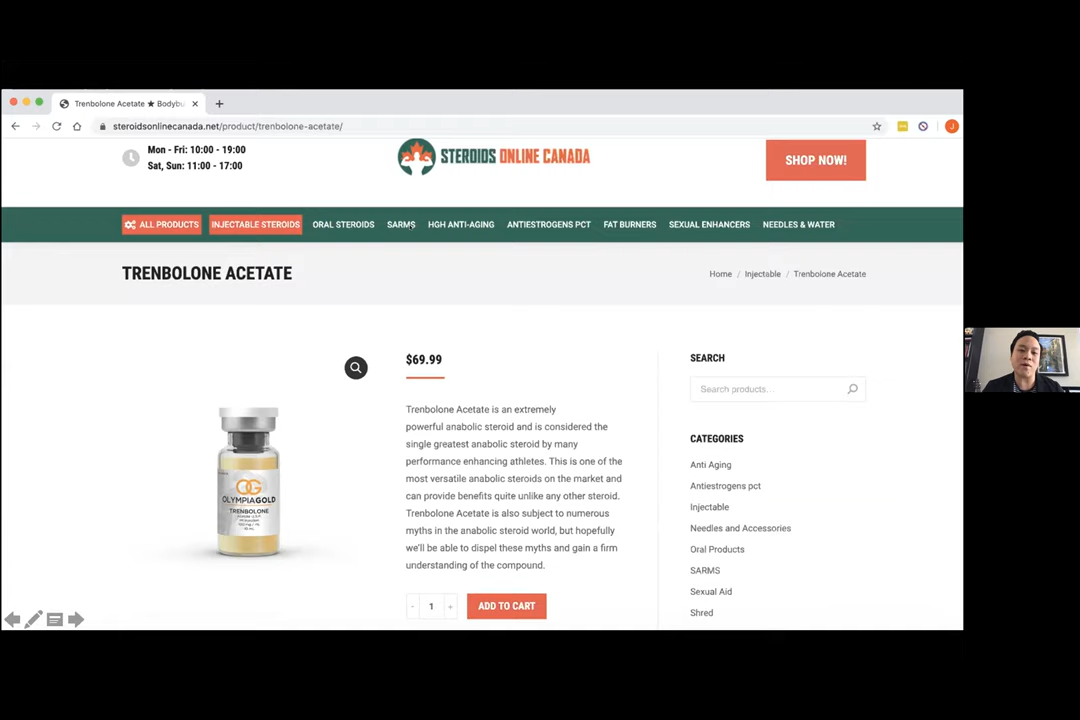 Trenbolone Acetate ★ Bodybu
steroidsonlinecanada.net/product/trenbolone-acetate/
J
Mon - Fri: 10:00 - 19:00
Sat, Sun: 11:00 - 17:00
STEROIDS ONLINE CANADA
SHOP NOW!
ALL PRODUCTS
INJECTABLE STEROIDS
ORAL STEROIDS
SARMS
HGH ANTI-AGING
ANTIESTROGENS PCT
FAT BURNERS
SEXUAL ENHANCERS
NEEDLES & WATER
TRENBOLONE ACETATE
Home / Injectable / Trenbolone Acetate
OG
OLYMPIAGOLD
TRENBOLONE
$69.99
Trenbolone Acetate is an extremely
powerful anabolic steroid and is considered the
single greatest anabolic steroid by many
performance enhancing athletes. This is one of the
most versatile anabolic steroids on the market and
can provide benefits quite unlike any other steroid.
Trenbolone Acetate is also subject to numerous
myths in the anabolic steroid world, but hopefully
we'll be able to dispel these myths and gain a firm
understanding of the compound.
- 1 +
ADD TO CART
SEARCH
Search products...
CATEGORIES
Anti Aging
Antiestrogens pct
Injectable
Needles and Accessories
Oral Products
SARMS
Sexual Aid
Shred